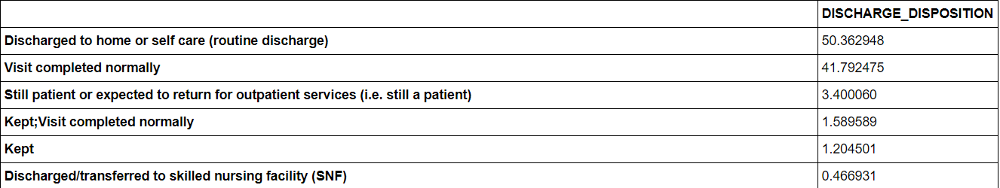 DISCHARGE_DISPOSITION
Discharged to home or self care (routine discharge) 50.362948
Visit completed normally 41.792475
Still patient or expected to return for outpatient services (i.e. still a patient) 3.400060
Kept;Visit completed normally 1.589589
Kept 1.204501
Discharged/transferred to skilled nursing facility (SNF) 0.466931